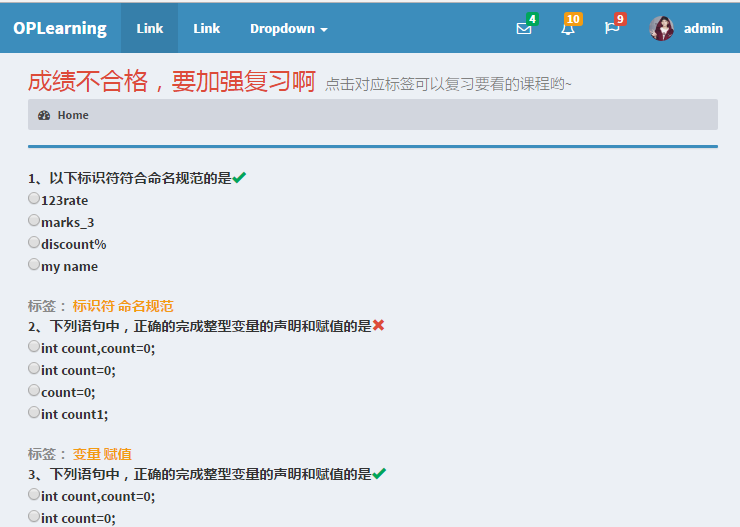 OPLearning Link Link Dropdown 4 10 9 admin
成绩不合格，要加强复习啊 点击对应标签可以复习要看的课程哟~
Home
1、以下标识符符合命名规范的是
123rate
marks_3
discount%
my name
标签： 标识符 命名规范
2、下列语句中，正确的完成整型变量的声明和赋值的是
int count,count=0;
int count=0;
count=0;
int count1;
标签： 变量 赋值
3、下列语句中，正确的完成整型变量的声明和赋值的是
int count,count=0;
int count=0;